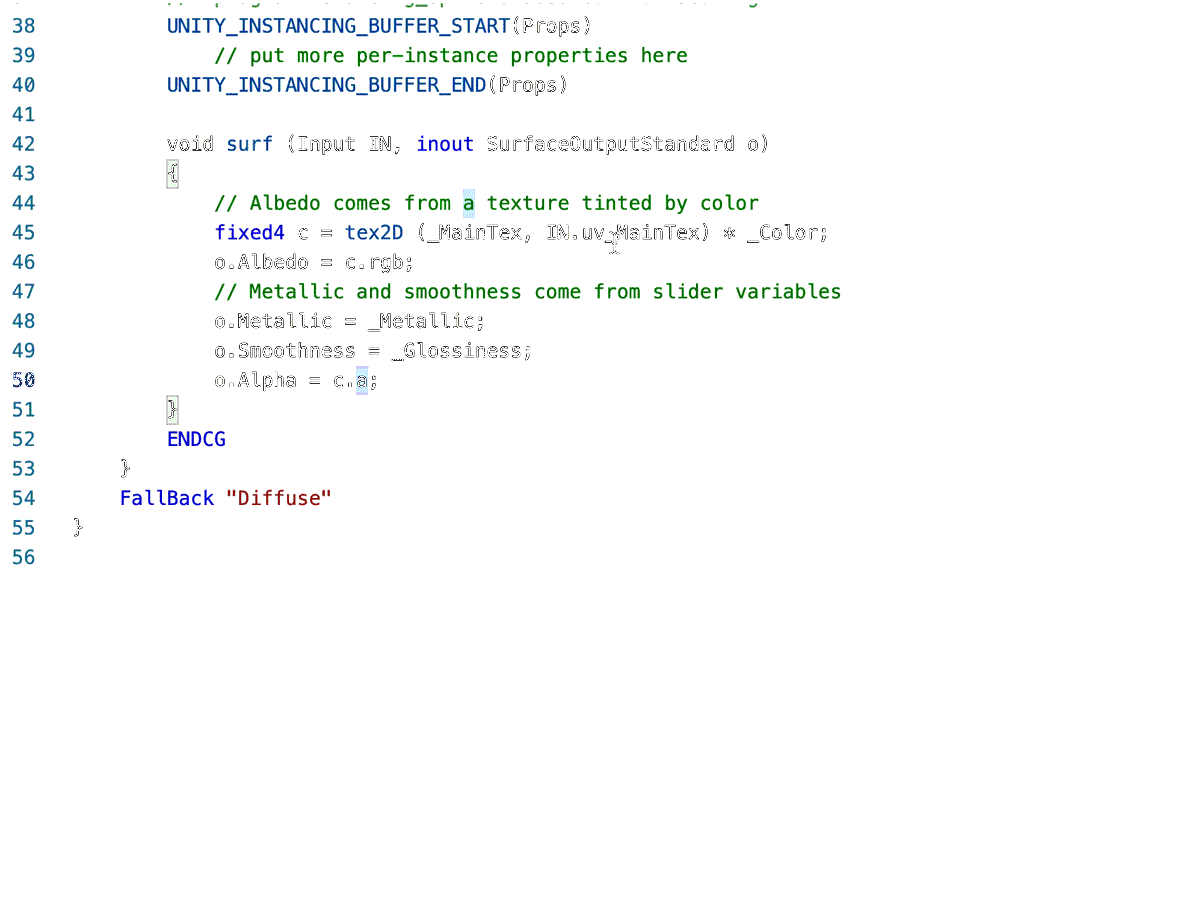 38 UNITY_INSTANCING_BUFFER_START(Props)
39 // put more per-instance properties here
40 UNITY_INSTANCING_BUFFER_END(Props)
41
42 void surf (Input IN, inout SurfaceOutputStandard o)
43 {
44 // Albedo comes from a texture tinted by color
45 fixed4 c = tex2D (_MainTex, IN.uv_MainTex) * _Color;
46 o.Albedo = c.rgb;
47 // Metallic and smoothness come from slider variables
48 o.Metallic = _Metallic;
49 o.Smoothness = _Glossiness;
50 o.Alpha = c.a;
51 }
52 ENDCG
53 }
54 FallBack "Diffuse"
55 }
56